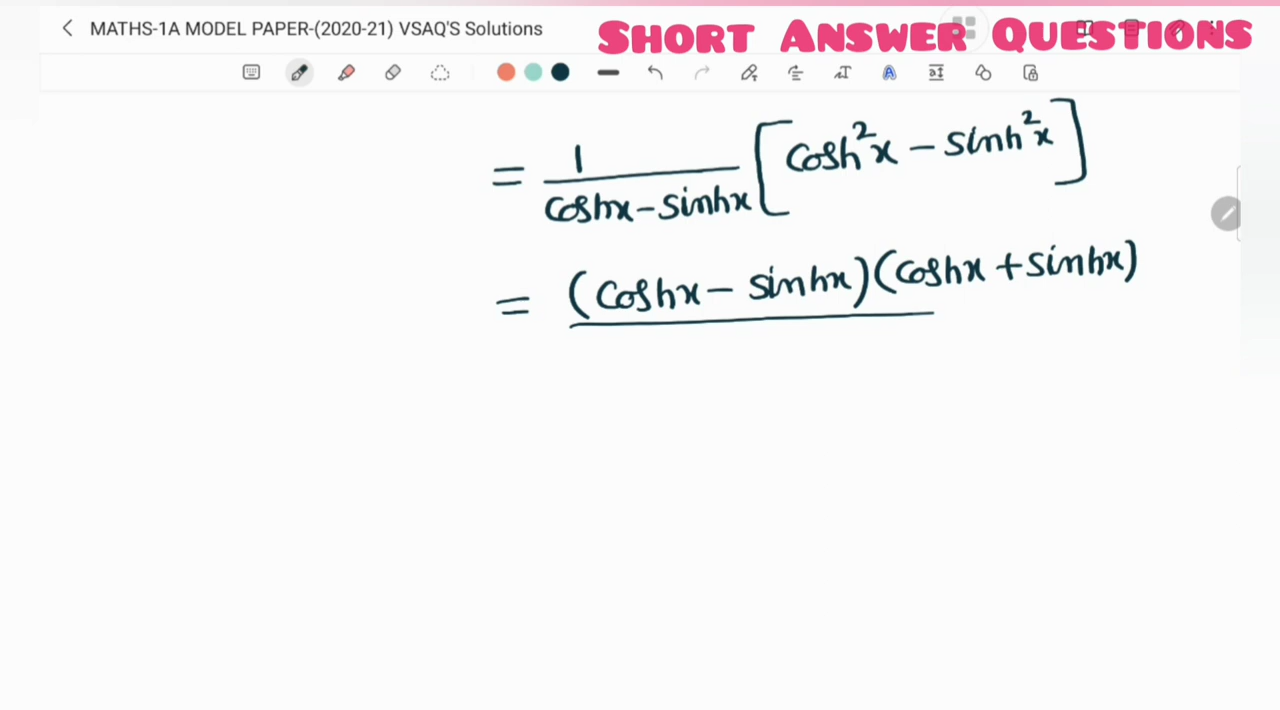 MATHS-1A MODEL PAPER-(2020-21) VSAQ'S Solutions
SHORT ANSWER QUESTIONS
= 1/(coshx - sinhx) [cosh²x - sinh²x]
= (coshx - sinhx)(coshx + sinhx)